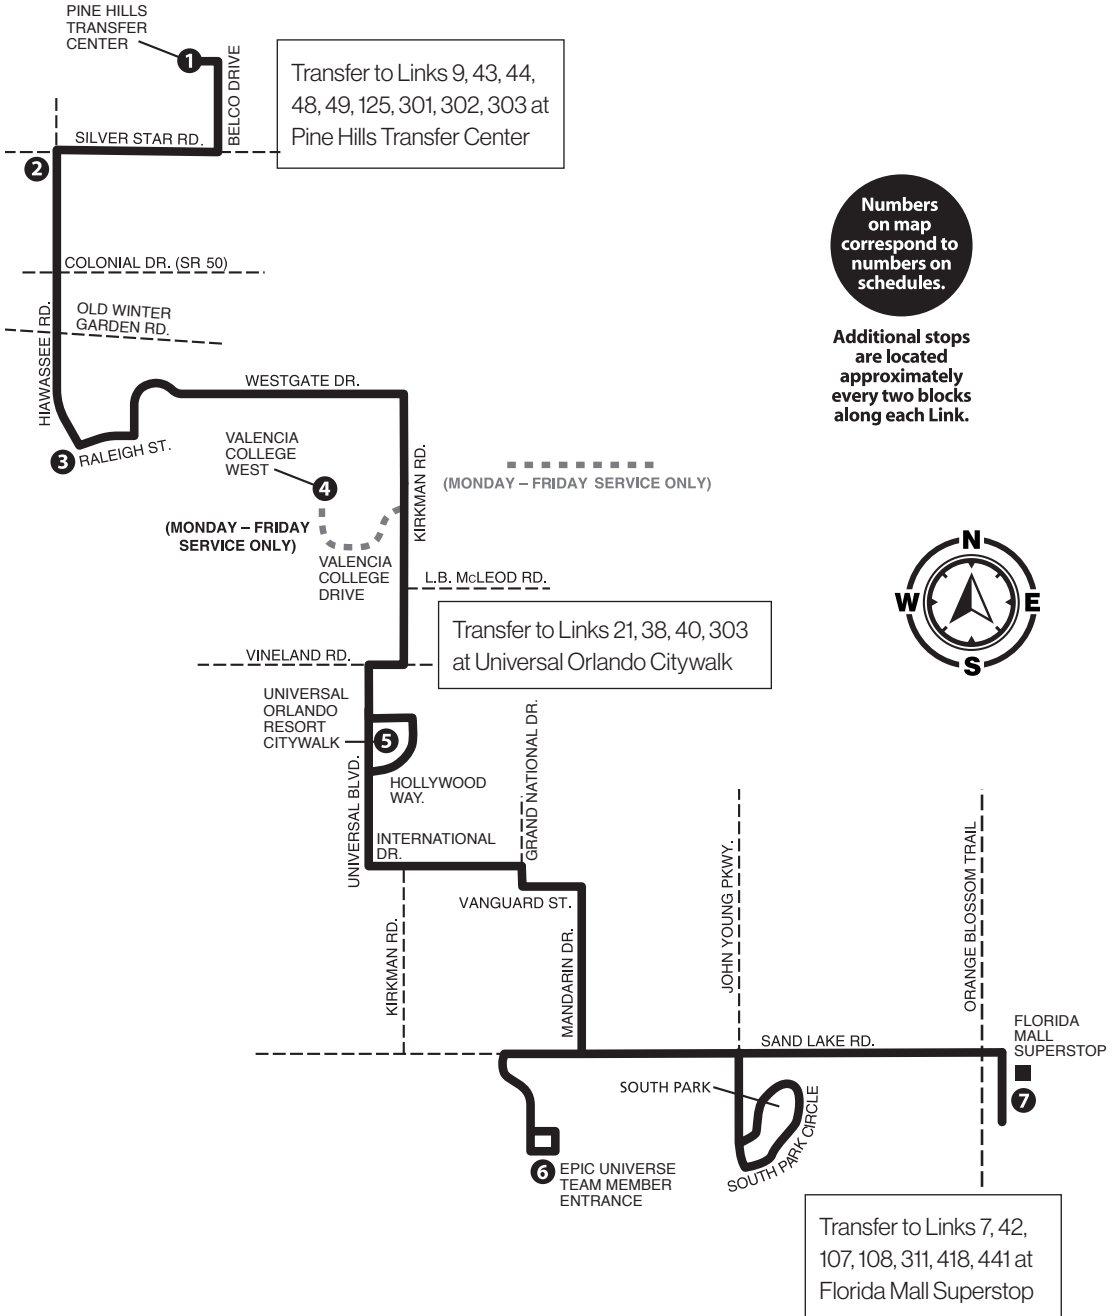 PINE HILLS
TRANSFER
CENTER
1
BELCO DRIVE
Transfer to Links 9, 43, 44,
48, 49, 125, 301, 302, 303 at
Pine Hills Transfer Center
SILVER STAR RD.
2
Numbers
on map
correspond to
numbers on
schedules.
COLONIAL DR. (SR 50)
OLD WINTER
GARDEN RD.
HIAWASSEE RD.
Additional stops
are located
approximately
every two blocks
along each Link.
WESTGATE DR.
3
RALEIGH ST.
VALENCIA
COLLEGE
WEST
4
KIRKMAN RD.
(MONDAY – FRIDAY SERVICE ONLY)
(MONDAY – FRIDAY
SERVICE ONLY)
VALENCIA
COLLEGE
DRIVE
L.B. McLEOD RD.
N
W
E
S
Transfer to Links 21, 38, 40, 303
at Universal Orlando Citywalk
VINELAND RD.
UNIVERSAL
ORLANDO
RESORT
CITYWALK
5
HOLLYWOOD
WAY.
UNIVERSAL BLVD.
GRAND NATIONAL DR.
INTERNATIONAL
DR.
VANGUARD ST.
KIRKMAN RD.
MANDARIN DR.
JOHN YOUNG PKWY.
ORANGE BLOSSOM TRAIL
SAND LAKE RD.
FLORIDA
MALL
SUPERSTOP
7
SOUTH PARK
SOUTH PARK CIRCLE
6
EPIC UNIVERSE
TEAM MEMBER
ENTRANCE
Transfer to Links 7, 42,
107, 108, 311, 418, 441 at
Florida Mall Superstop